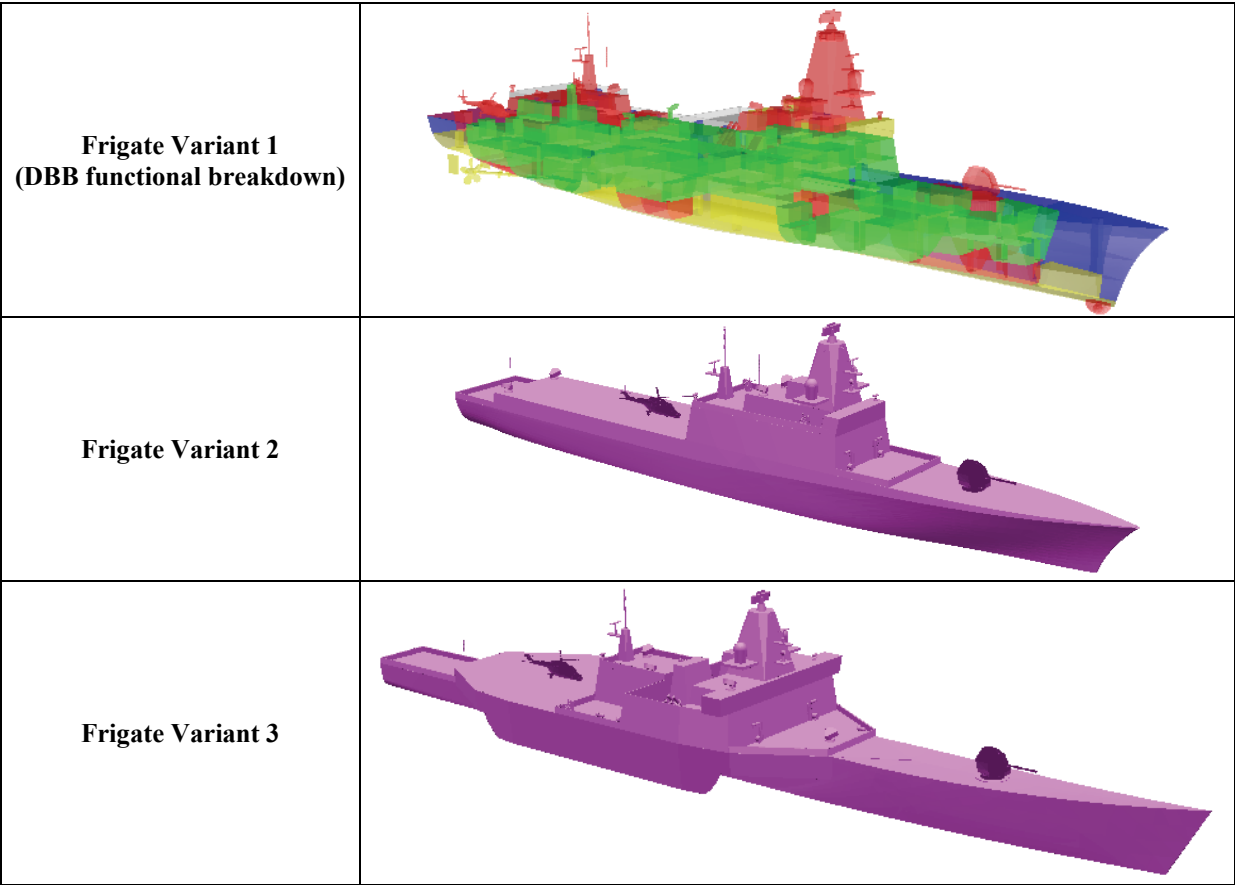 Frigate Variant 1
(DBB functional breakdown)
Frigate Variant 2
Frigate Variant 3